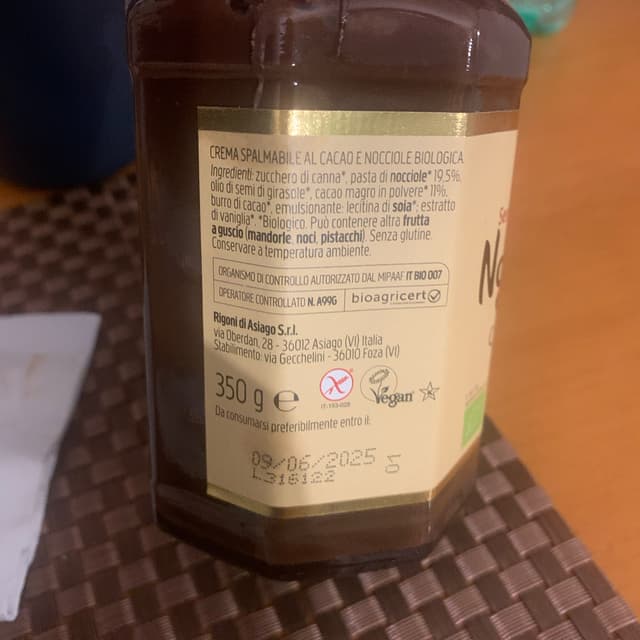 CREMA SPALMABILE AL CACAO E NOCCIOLE BIOLOGICA
Ingredienti: zucchero di canna*, pasta di nocciole* 19.5%,
olio di semi di girasole*, cacao magro in polvere* 11%,
burro di cacao*, emulsionante: lecitina di soia*; estratto
di vaniglia*. *Biologico. Può contenere altra frutta
a guscio (mandorle, noci, pistacchi). Senza glutine.
Conservare a temperatura ambiente.
ORGANISMO DI CONTROLLO AUTORIZZATO DAL MIPAAF IT BIO 007
OPERATORE CONTROLLATO N. A996 bioagricert
Rigoni di Asiago S.r.l.
via Oberdan, 28 - 36012 Asiago (VI) Italia
Stabilimento: via Gecchelini - 36010 Foza (VI)
350 g e
Vegan
Da consumarsi preferibilmente entro il:
09/06/2025
L316122